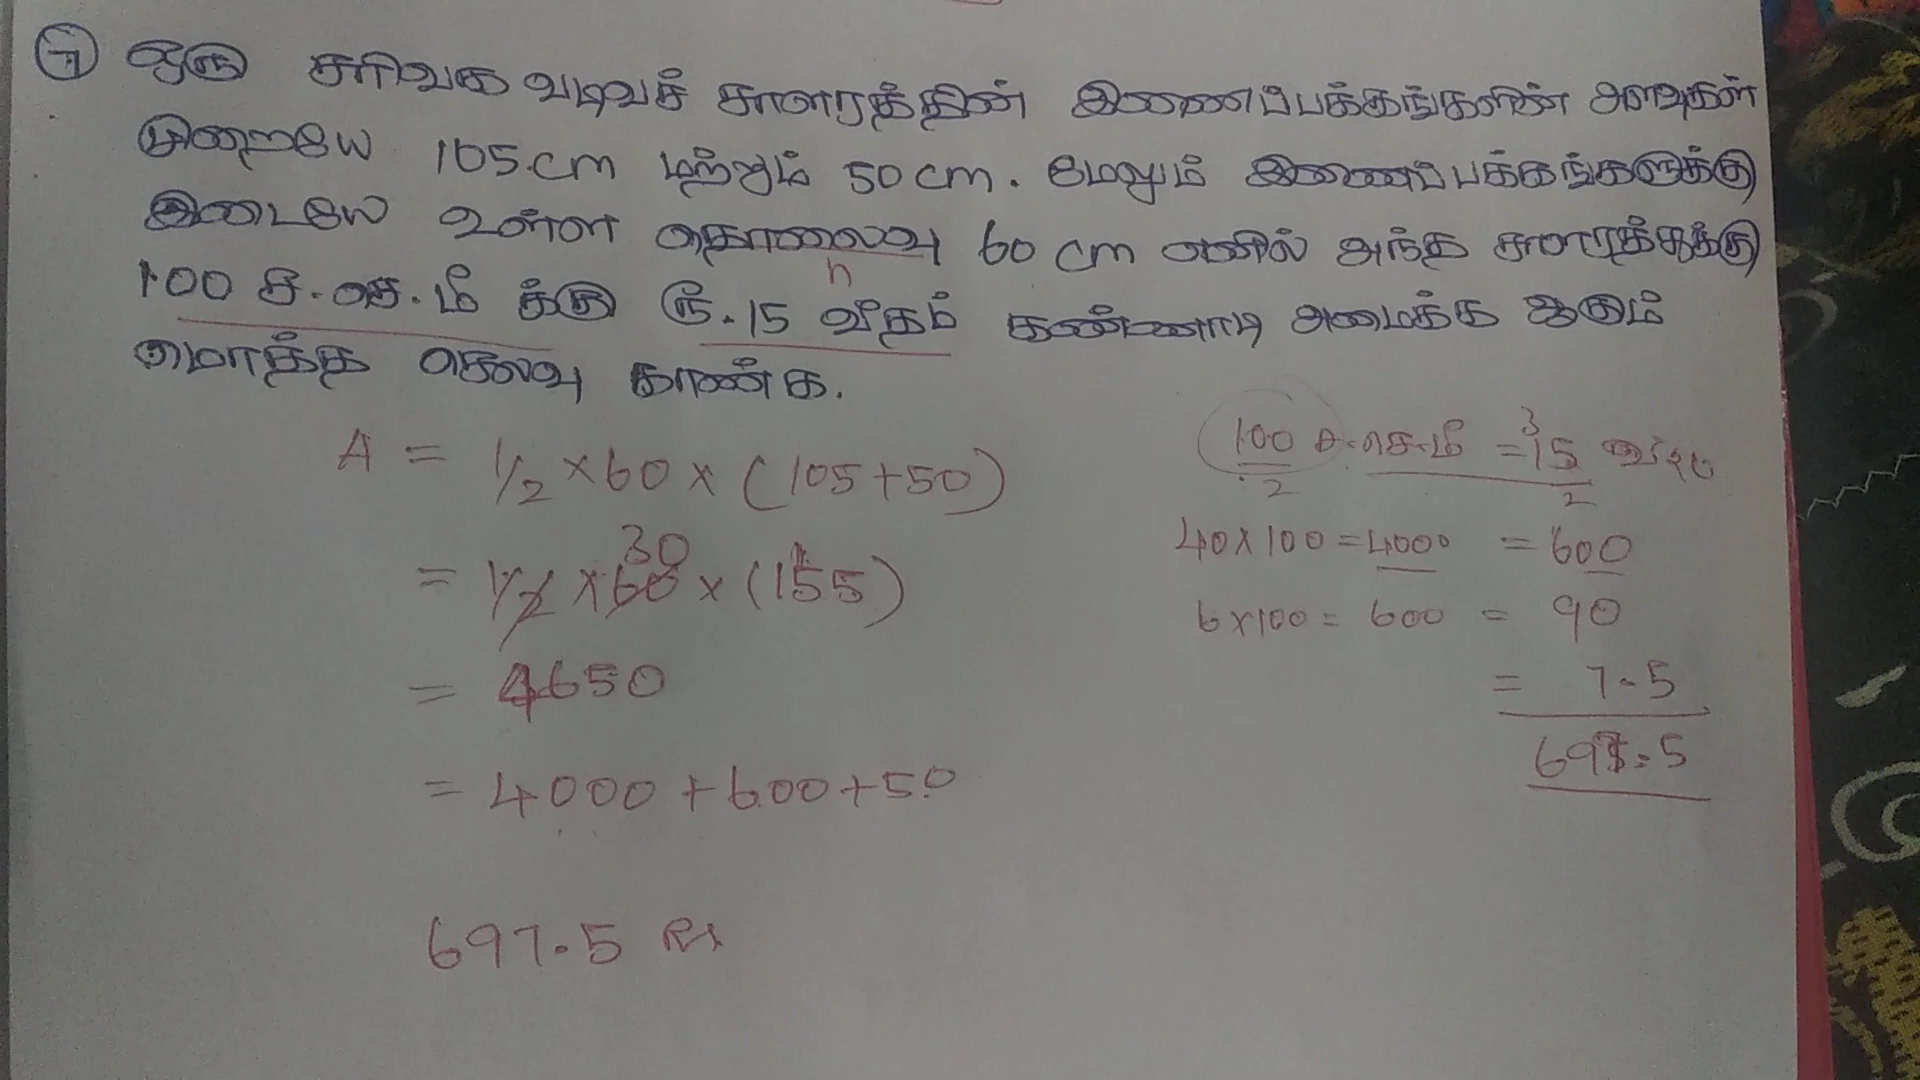 7 ஒரு சரிவக வடிவச் சாளரத்தின் இணைப்பக்கங்களின் அளவுகள்
முறையே 105.cm மற்றும் 50 cm. மேலும் இணைப்பக்கங்களுக்கு
இடையே உள்ள தொலைவு 60 cm எனில் அந்த சாளரத்துக்கு
h
100 ச.செ.மீ க்கு ரூ.15 வீதம் கண்ணாடி அமைக்க ஆகும்
மொத்த செலவு காண்க.
A = 1/2 × 60 × (105+50)
= 1/2 × 60 × (155)
30
= 4650
= 4000 + 600 + 50
697.5 Rs
100 ச.செ.மீ = 15
2 2
40×100 = 4000 = 600
6×100 = 600 = 90
= 7.5
697.5